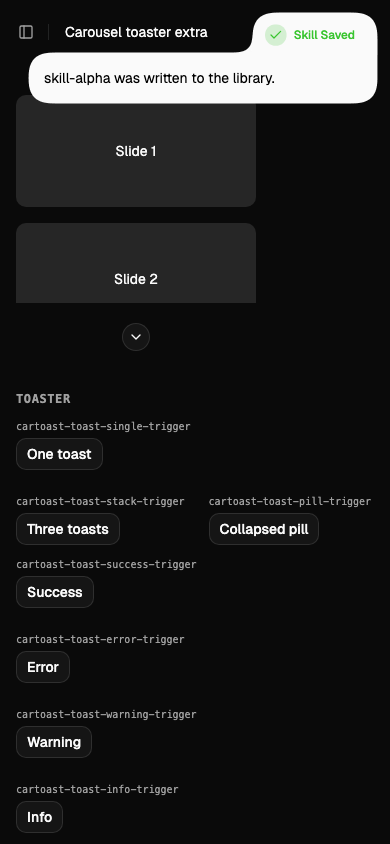 Carousel toaster extra
Skill Saved
skill-alpha was written to the library.
Slide 1
Slide 2
TOASTER
cartoast-toast-single-trigger
One toast
cartoast-toast-stack-trigger
Three toasts
cartoast-toast-pill-trigger
Collapsed pill
cartoast-toast-success-trigger
Success
cartoast-toast-error-trigger
Error
cartoast-toast-warning-trigger
Warning
cartoast-toast-info-trigger
Info